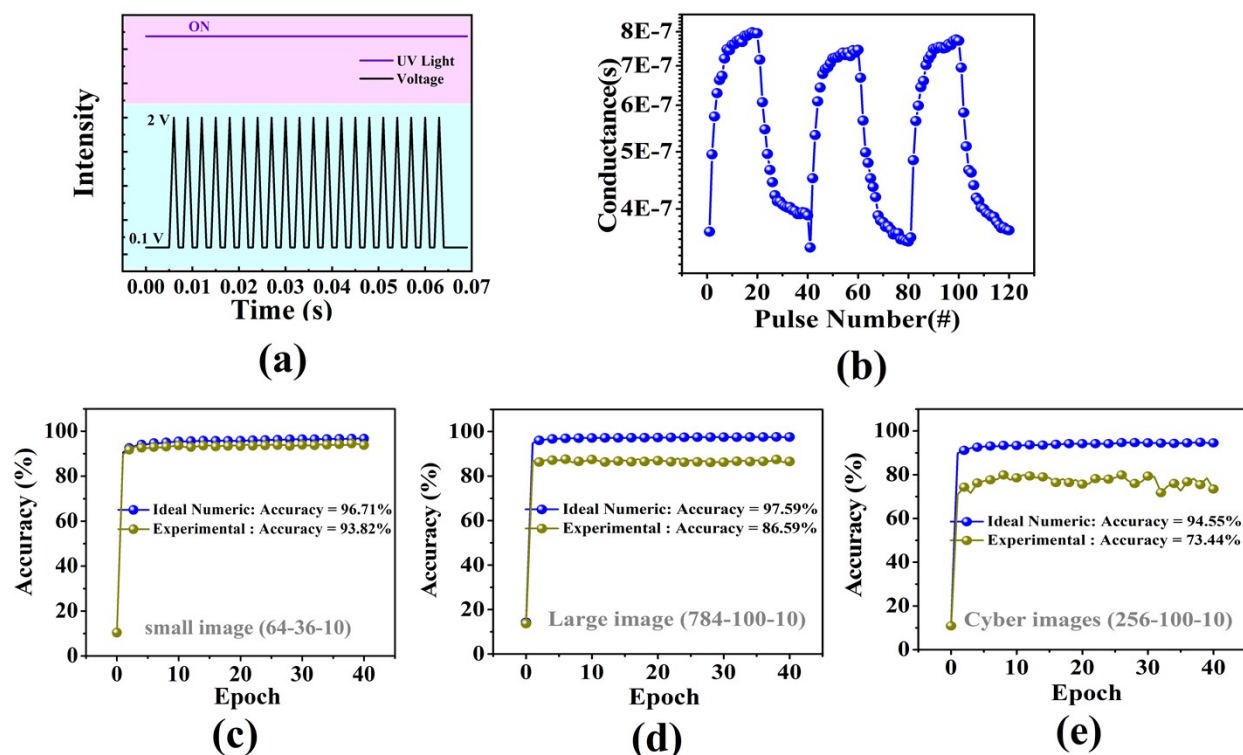 ON
UV Light
Voltage
2 V
0.1 V
Intensity
0.00 0.01 0.02 0.03 0.04 0.05 0.06 0.07
Time (s)
(a)
8E-7
7E-7
6E-7
5E-7
4E-7
Conductance(s)
0 20 40 60 80 100 120
Pulse Number(#)
(b)
100
80
60
40
20
0
Accuracy (%)
Ideal Numeric: Accuracy = 96.71%
Experimental : Accuracy = 93.82%
small image (64-36-10)
0 10 20 30 40
Epoch
(c)
100
80
60
40
20
0
Accuracy (%)
Ideal Numeric: Accuracy = 97.59%
Experimental : Accuracy = 86.59%
Large image (784-100-10)
0 10 20 30 40
Epoch
(d)
100
80
60
40
20
0
Accuracy (%)
Ideal Numeric: Accuracy = 94.55%
Experimental : Accuracy = 73.44%
Cyber images (256-100-10)
0 10 20 30 40
Epoch
(e)